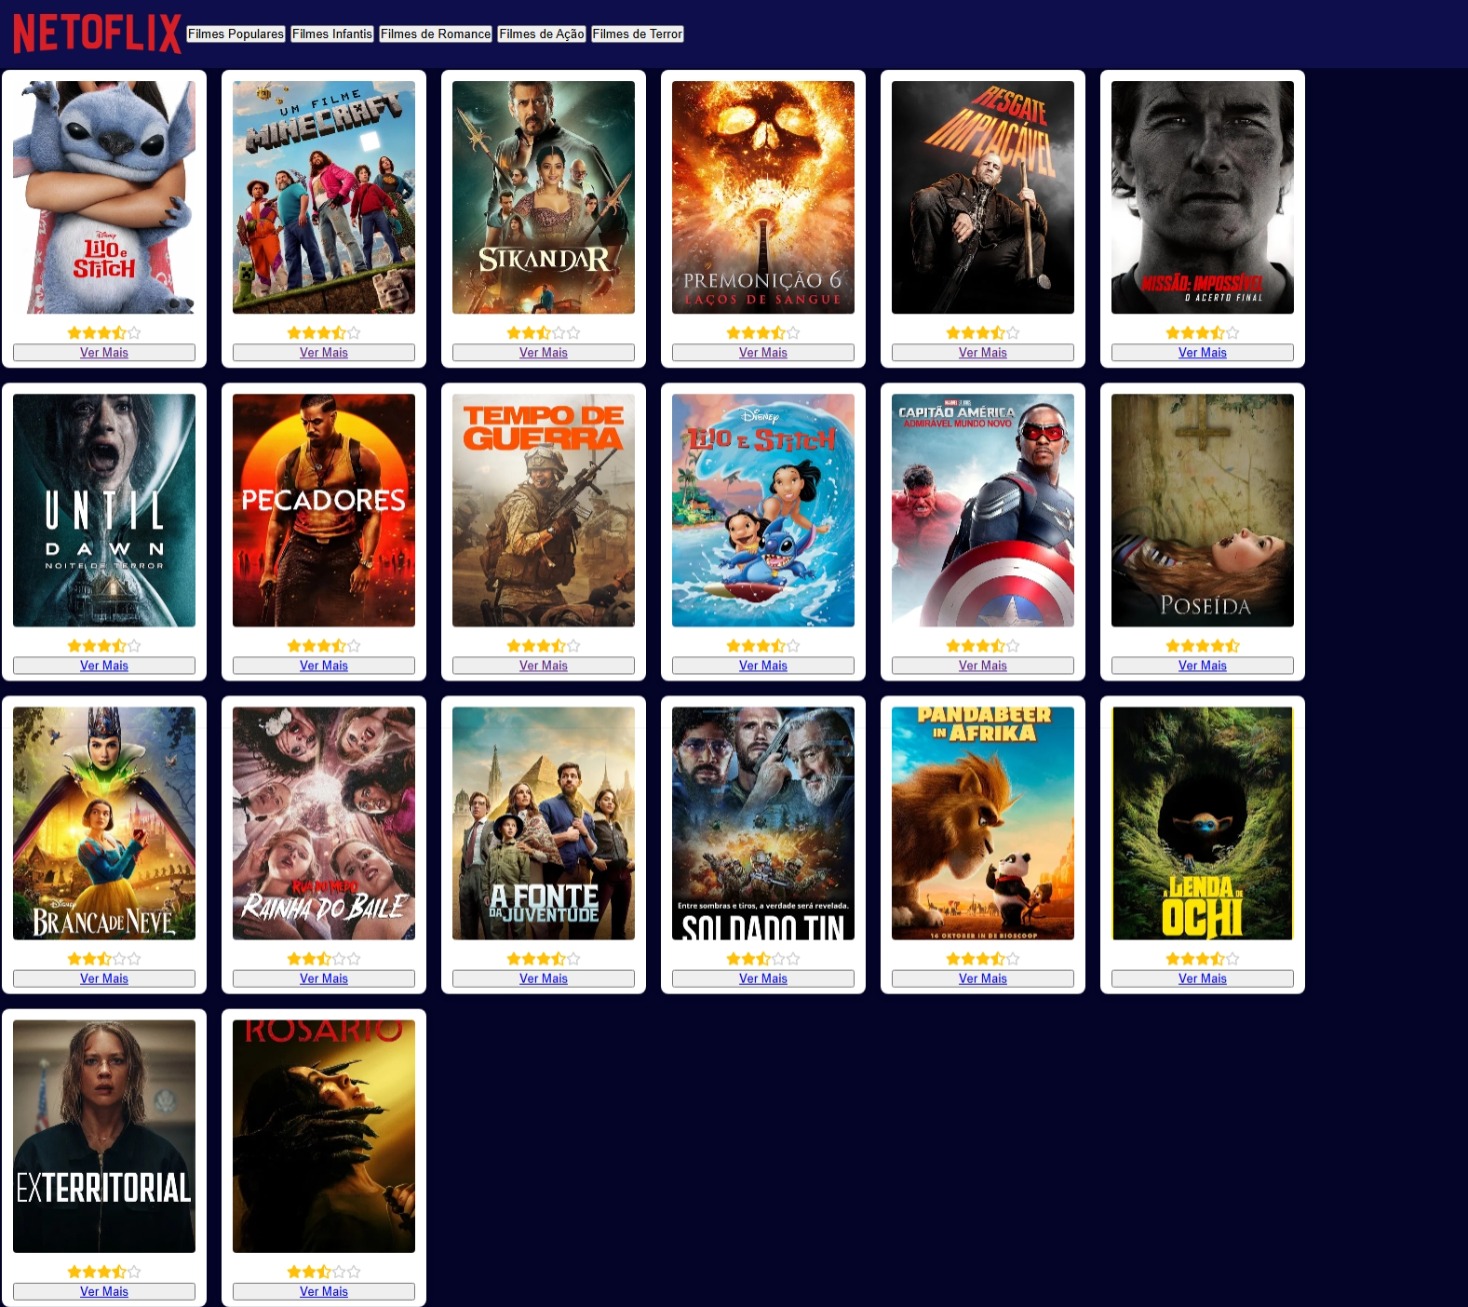 NETOFLIX
Filmes Populares
Filmes Infantis
Filmes de Romance
Filmes de Ação
Filmes de Terror
Disney
Lilo e
Stitch
Ver Mais
UM FILME
MINECRAFT
Ver Mais
SIKANDAR
Ver Mais
PREMONIÇÃO 6
LAÇOS DE SANGUE
Ver Mais
RESGATE
IMPLACÁVEL
Ver Mais
MISSÃO: IMPOSSÍVEL
O ACERTO FINAL
Ver Mais
UNTIL
DAWN
NOITE DE TERROR
Ver Mais
PECADORES
Ver Mais
TEMPO DE
GUERRA
Ver Mais
Disney
LILO E STITCH
Ver Mais
MARVEL STUDIOS
CAPITÃO AMÉRICA
ADMIRÁVEL MUNDO NOVO
Ver Mais
POSEÍDA
Ver Mais
Disney
BRANCA DE NEVE
Ver Mais
RUA DO MEDO
RAINHA DO BAILE
Ver Mais
A FONTE
DA JUVENTUDE
Ver Mais
Entre sombras e tiros, a verdade será revelada.
SOLDADO TIN
Ver Mais
PANDABEER
IN AFRIKA
16 OKTOBER IN DE BIOSCOOP
Ver Mais
A LENDA DE
OCHI
Ver Mais
EXTERRITORIAL
Ver Mais
ROSARIO
Ver Mais